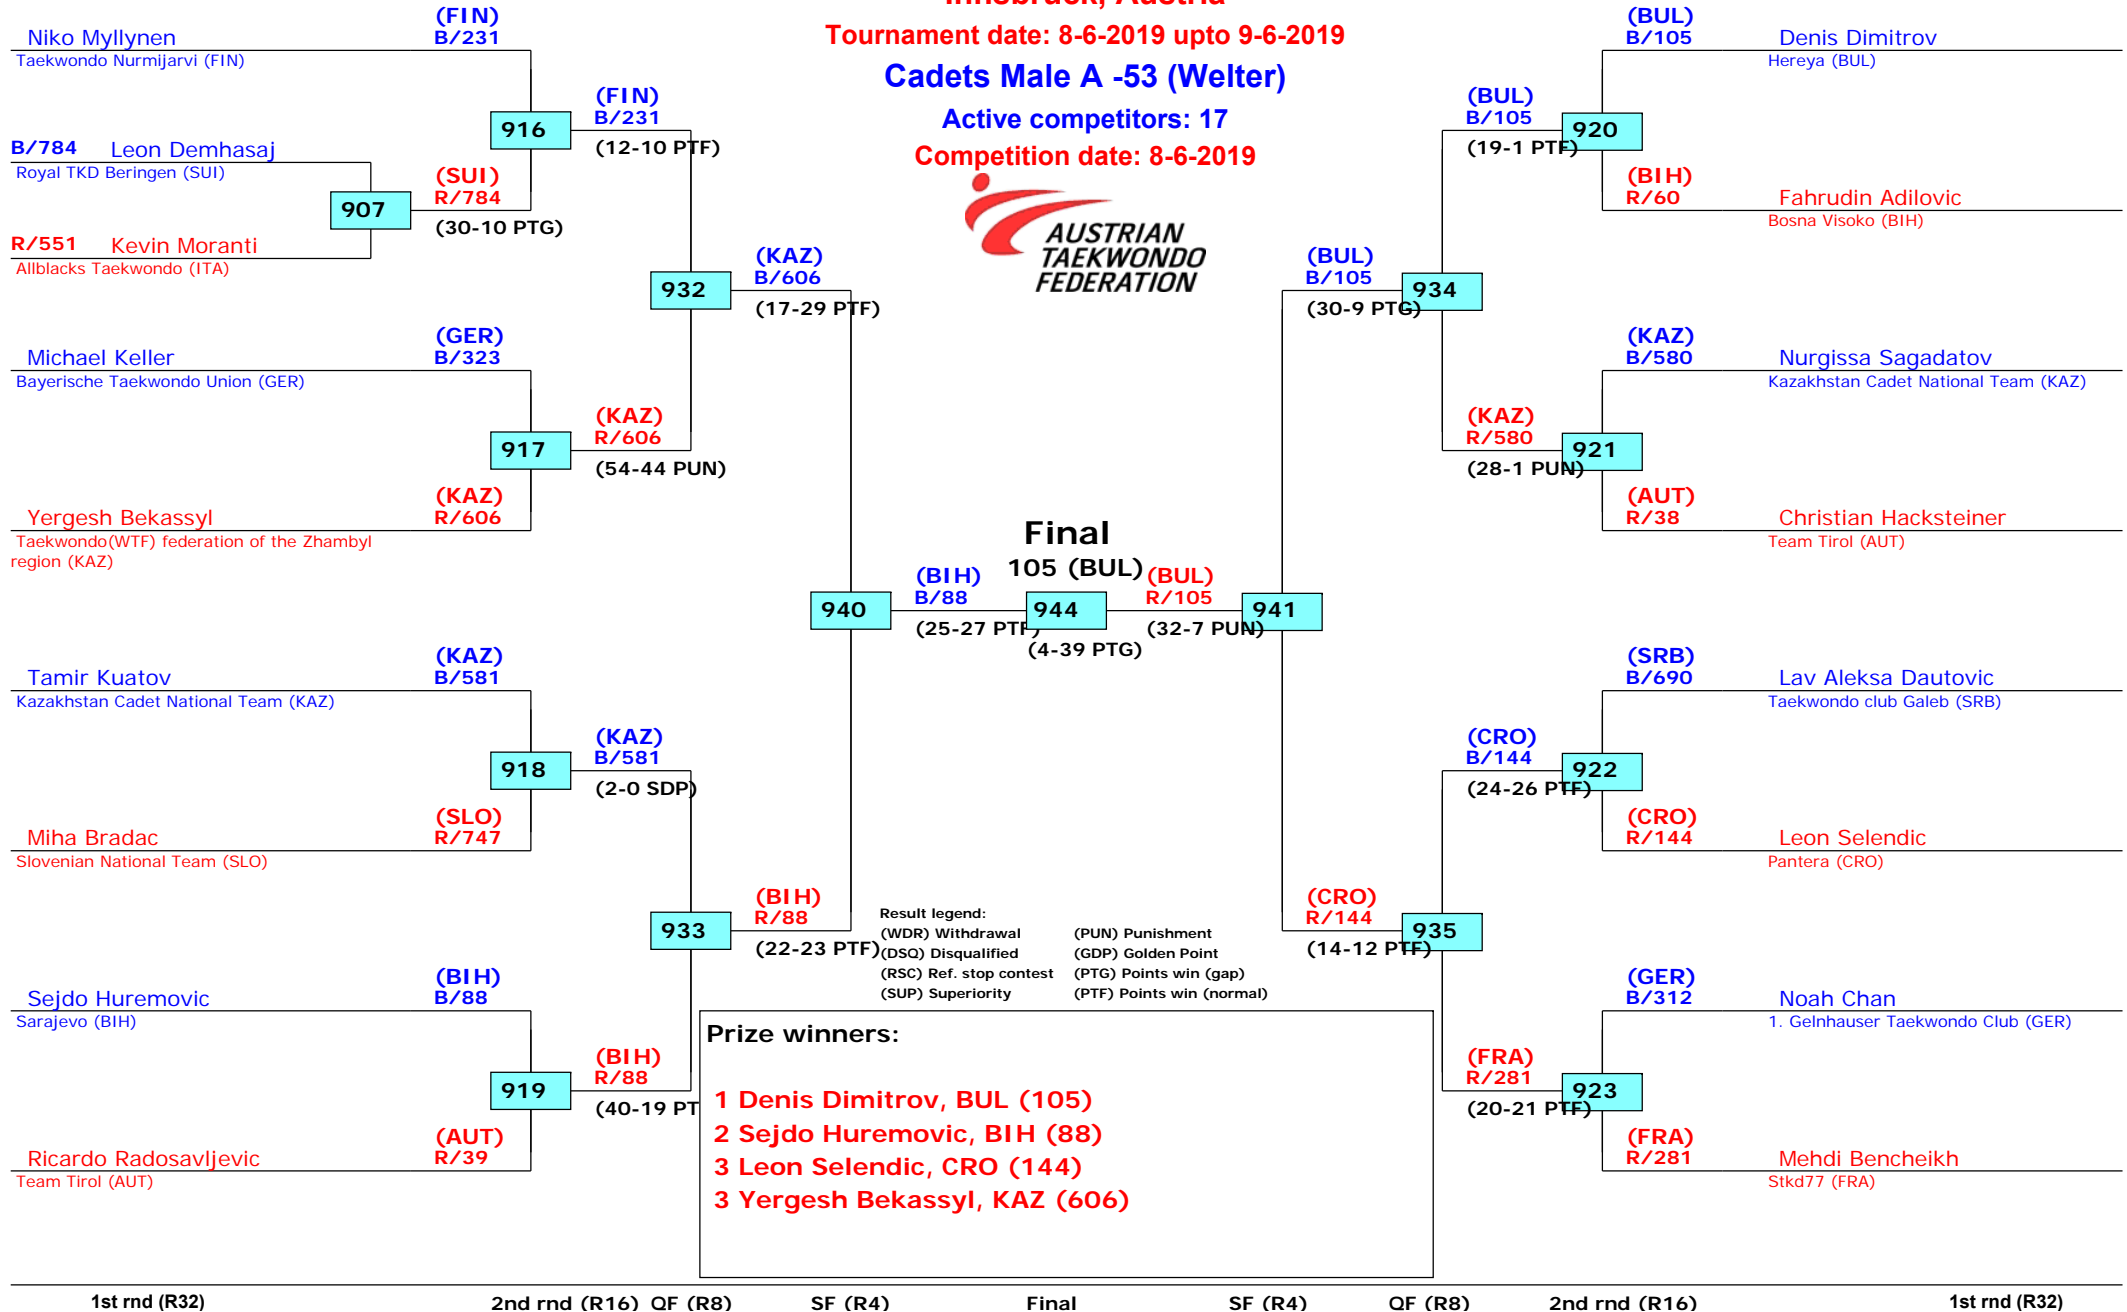 Innsbruck, Austria
Tournament date: 8-6-2019 upto 9-6-2019
Cadets Male A -53 (Welter)
Active competitors: 17
Competition date: 8-6-2019
AUSTRIAN
TAEKWONDO
FEDERATION
Niko Myllynen
Taekwondo Nurmijarvi (FIN)
(FIN)
B/231
B/784 Leon Demhasaj
Royal TKD Beringen (SUI)
R/551 Kevin Moranti
Allblacks Taekwondo (ITA)
907
(SUI)
R/784
(30-10 PTG)
916
(FIN)
B/231
(12-10 PTF)
Michael Keller
Bayerische Taekwondo Union (GER)
(GER)
B/323
Yergesh Bekassyl
Taekwondo(WTF) federation of the Zhambyl
region (KAZ)
(KAZ)
R/606
917
(KAZ)
R/606
(54-44 PUN)
932
(KAZ)
B/606
(17-29 PTF)
Tamir Kuatov
Kazakhstan Cadet National Team (KAZ)
(KAZ)
B/581
Miha Bradac
Slovenian National Team (SLO)
(SLO)
R/747
918
(KAZ)
B/581
(2-0 SDP)
Sejdo Huremovic
Sarajevo (BIH)
(BIH)
B/88
Ricardo Radosavljevic
Team Tirol (AUT)
(AUT)
R/39
919
(BIH)
R/88
(40-19 PT
933
(BIH)
R/88
(22-23 PTF)
940
(BIH)
B/88
(25-27 PTF)
Final
105 (BUL)
944
(4-39 PTG)
(BUL)
R/105
(32-7 PUN)
941
(BUL)
B/105
(30-9 PTG)
934
(BUL)
B/105
(19-1 PTF)
920
(BUL)
B/105
Denis Dimitrov
Hereya (BUL)
(BIH)
R/60
Fahrudin Adilovic
Bosna Visoko (BIH)
(KAZ)
R/580
(28-1 PUN)
921
(KAZ)
B/580
Nurgissa Sagadatov
Kazakhstan Cadet National Team (KAZ)
(AUT)
R/38
Christian Hacksteiner
Team Tirol (AUT)
(CRO)
R/144
(14-12 PTF)
935
(CRO)
B/144
(24-26 PTF)
922
(SRB)
B/690
Lav Aleksa Dautovic
Taekwondo club Galeb (SRB)
(CRO)
R/144
Leon Selendic
Pantera (CRO)
(FRA)
R/281
(20-21 PTF)
923
(GER)
B/312
Noah Chan
1. Gelnhauser Taekwondo Club (GER)
(FRA)
R/281
Mehdi Bencheikh
Stkd77 (FRA)
Result legend:
(WDR) Withdrawal (PUN) Punishment
(DSQ) Disqualified (GDP) Golden Point
(RSC) Ref. stop contest (PTG) Points win (gap)
(SUP) Superiority (PTF) Points win (normal)
Prize winners:
1 Denis Dimitrov, BUL (105)
2 Sejdo Huremovic, BIH (88)
3 Leon Selendic, CRO (144)
3 Yergesh Bekassyl, KAZ (606)
1st rnd (R32) 2nd rnd (R16) QF (R8) SF (R4) Final SF (R4) QF (R8) 2nd rnd (R16) 1st rnd (R32)